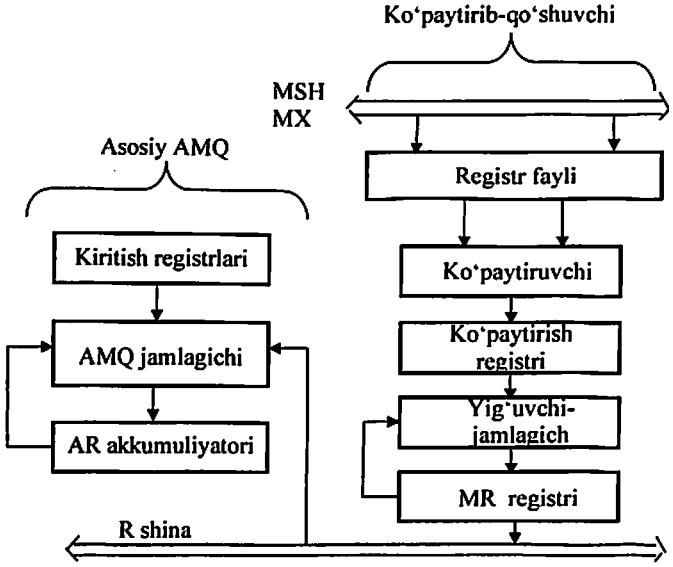 Ko‘paytirib-qo‘shuvchi
MSH
MX
Asosiy AMQ
Registr fayli
Kiritish registrlari
Ko‘paytiruvchi
AMQ jamlagichi
Ko‘paytirish
registri
AR akkumuliyatori
Yig‘uvchi-
jamlagich
MR registri
R shina